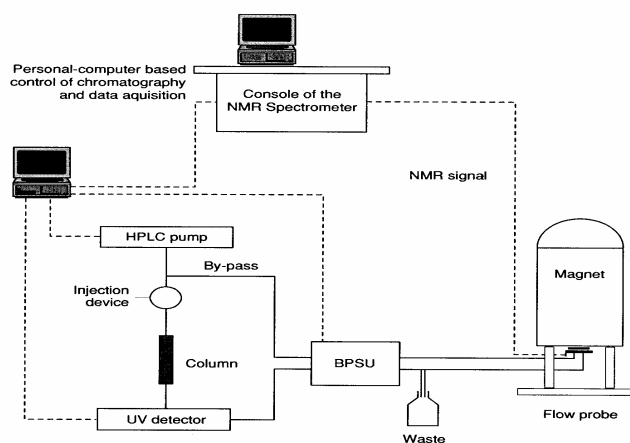 Personal-computer based
control of chromatography
and data aquisition
Console of the
NMR Spectrometer
NMR signal
HPLC pump
By-pass
Injection
device
Magnet
Column
BPSU
UV detector
Flow probe
Waste